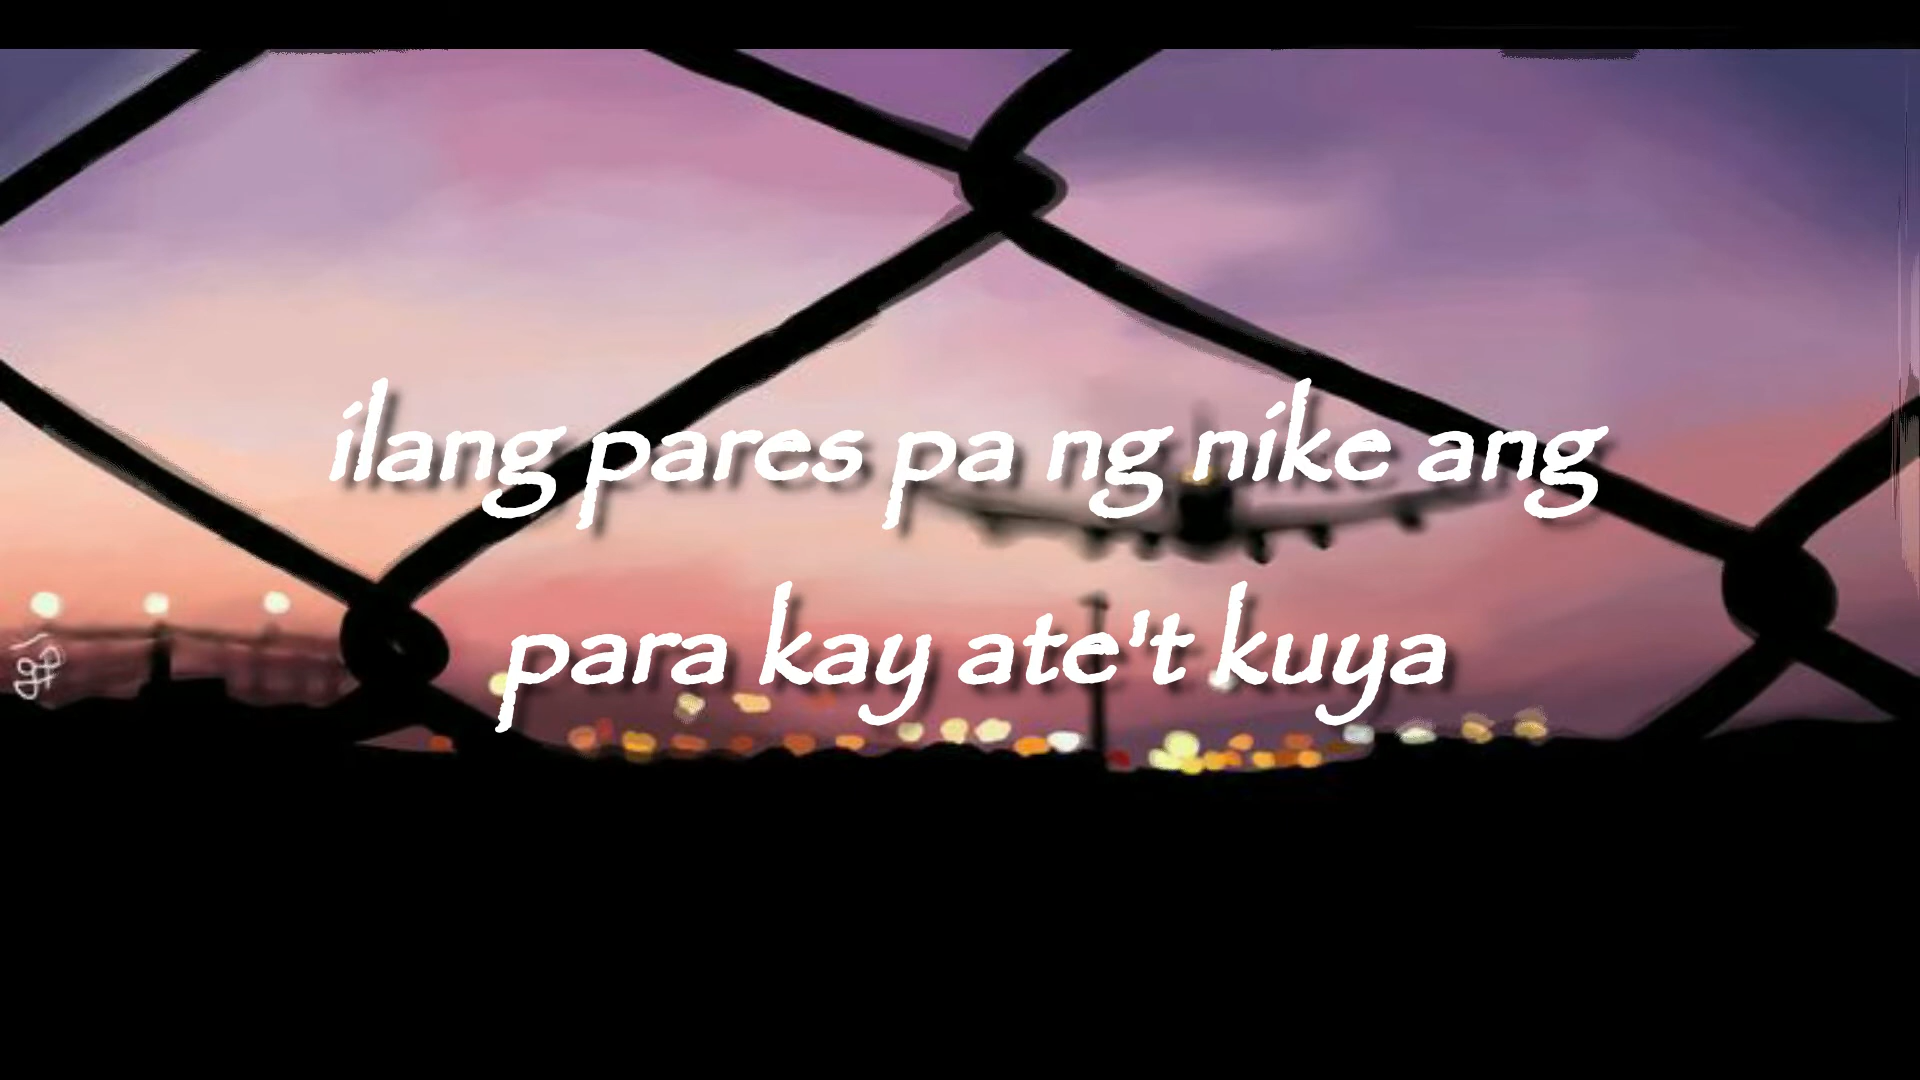 ilang pares pa ng nike ang
para kay ate't kuya